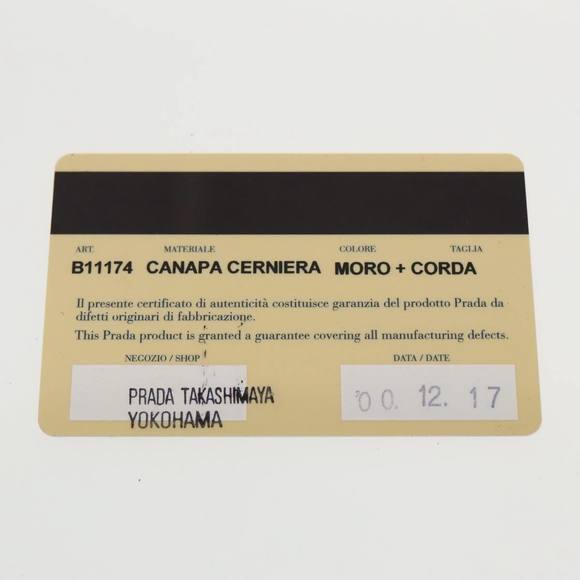 ART. MATERIALE COLORE TAGLIA
B11174 CANAPA CERNIERA MORO + CORDA
Il presente certificato di autenticità costituisce garanzia del prodotto Prada da
difetti originari di fabbricazione.
This Prada product is granted a guarantee covering all manufacturing defects.
NEGOZIO / SHOP DATA / DATE
PRADA TAKASHIMAYA '00. 12. 17
YOKOHAMA